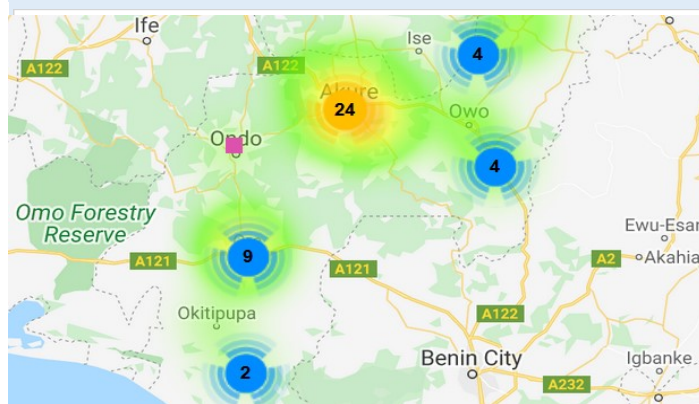 Ife
Ise
4
A122
A122
Akure
24
Owo
Ondo
4
Omo Forestry
Reserve
Ewu-Esan
9
A121
A121
A2
Akahia
Okitipupa
A122
Benin City
Igbanke
2
A232